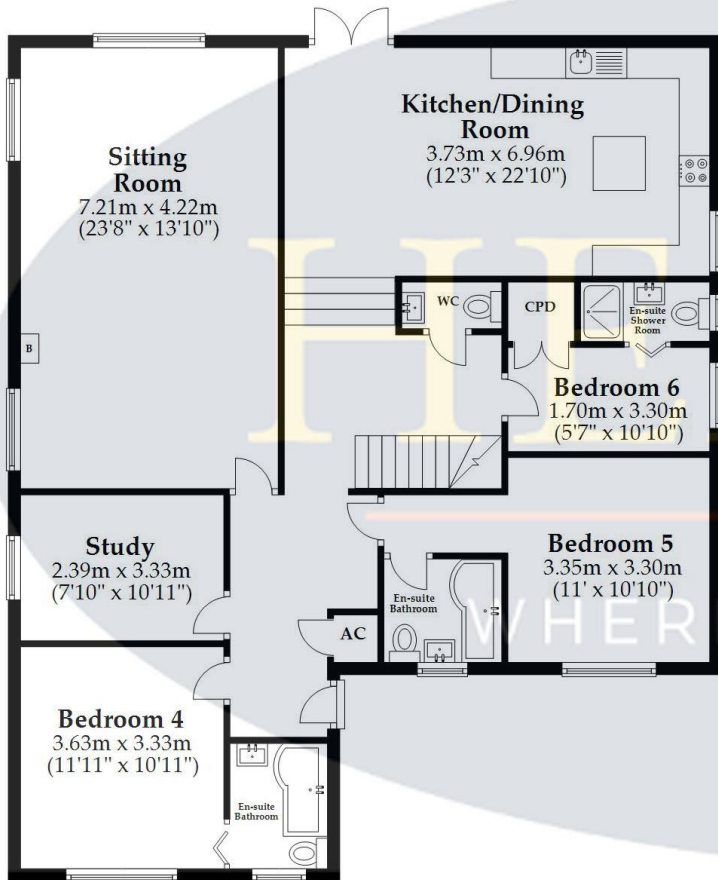 Kitchen/Dining
Room
3.73m x 6.96m
(12'3" x 22'10")
Sitting
Room
7.21m x 4.22m
(23'8" x 13'10")
HE
WC
CPD
En-suite
Shower
Room
B
Bedroom 6
1.70m x 3.30m
(5'7" x 10'10")
Study
2.39m x 3.33m
(7'10" x 10'11")
Bedroom 5
3.35m x 3.30m
(11' x 10'10")
En-suite
Bathroom
WHER
AC
Bedroom 4
3.63m x 3.33m
(11'11" x 10'11")
En-suite
Bathroom